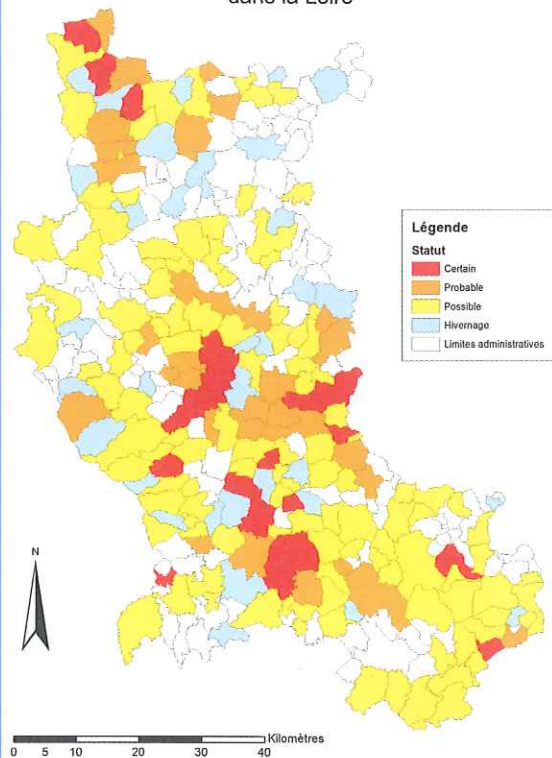 dans la Loire
Légende
Statut
Certain
Probable
Possible
Hivernage
Limites administratives
N
Kilomètres
0 5 10 20 30 40